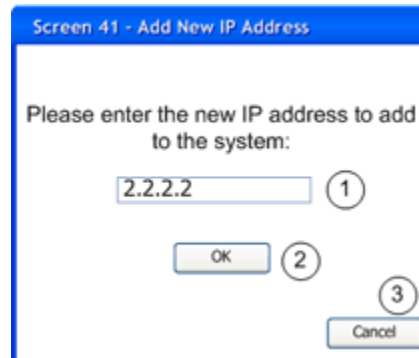 Screen 41 - Add New IP Address
Please enter the new IP address to add
to the system:
2.2.2.2
1
OK
2
3
Cancel